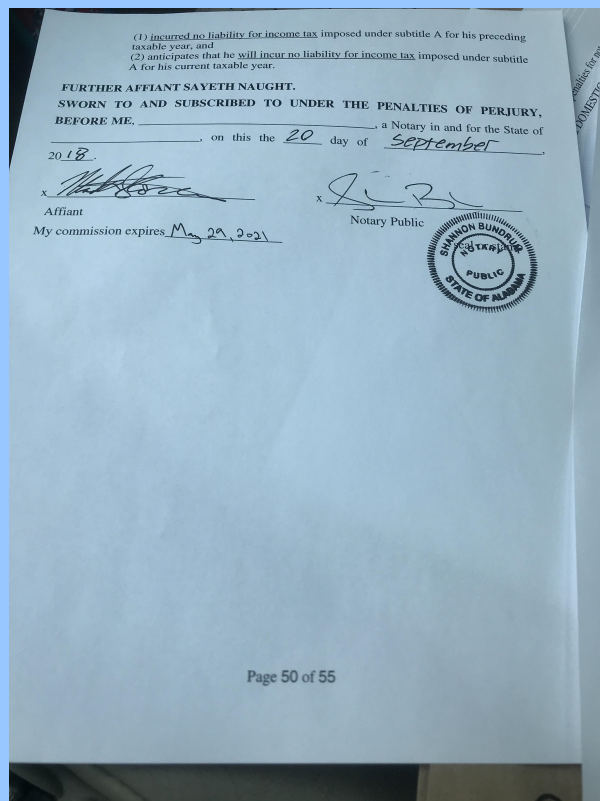 (1) incurred no liability for income tax imposed under subtitle A for his preceding
taxable year, and
(2) anticipates that he will incur no liability for income tax imposed under subtitle
A for his current taxable year.
FURTHER AFFIANT SAYETH NAUGHT.
SWORN TO AND SUBSCRIBED TO UNDER THE PENALTIES OF PERJURY,
BEFORE ME, , a Notary in and for the State of
, on this the 20 day of September,
2018.
x x
Affiant Notary Public
My commission expires May 29, 2021
SHANNON BUNDRUM
NOTARY
PUBLIC
STATE OF ALABAMA
Page 50 of 55
enalties for
DOMESTIC